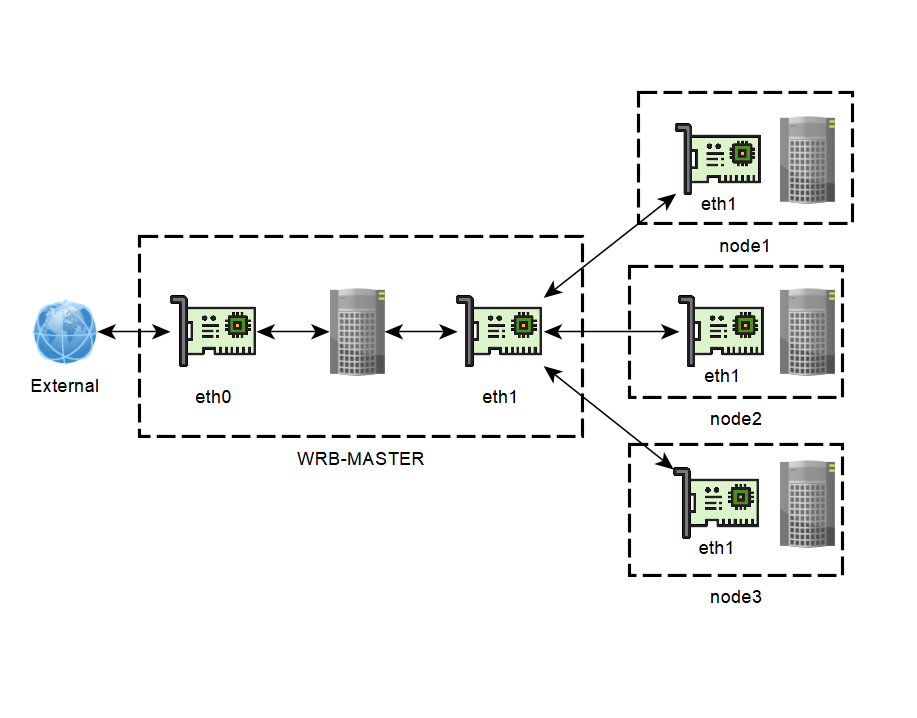 External
eth0
eth1
WRB-MASTER
eth1
node1
eth1
node2
eth1
node3